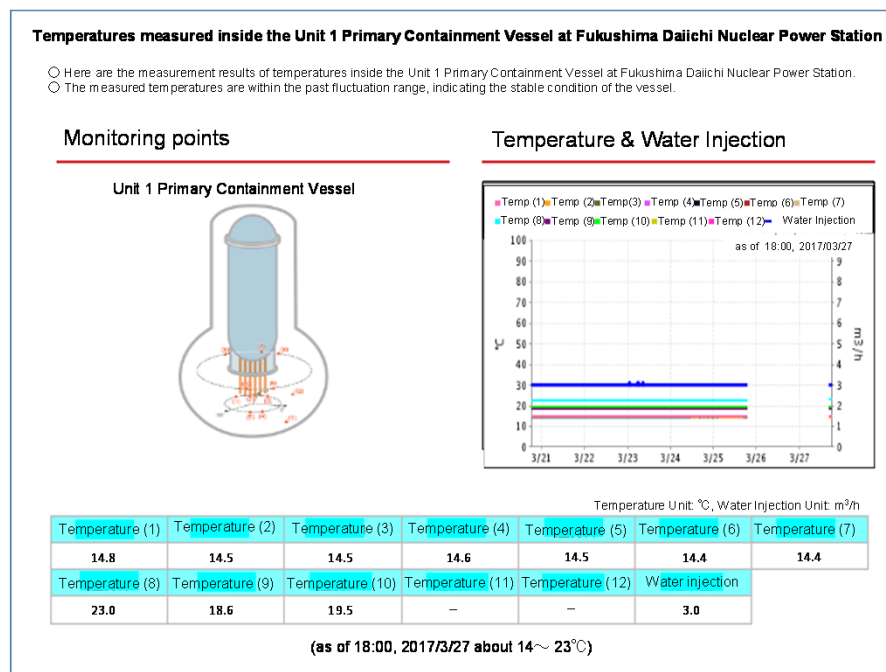 Temperatures measured inside the Unit 1 Primary Containment Vessel at Fukushima Daiichi Nuclear Power Station
○ Here are the measurement results of temperatures inside the Unit 1 Primary Containment Vessel at Fukushima Daiichi Nuclear Power Station.
○ The measured temperatures are within the past fluctuation range, indicating the stable condition of the vessel.
Monitoring points
Unit 1 Primary Containment Vessel
Temperature & Water Injection
Temp (1) Temp (2) Temp(3) Temp (4) Temp (5) Temp (6) Temp (7)
Temp (8) Temp (9) Temp (10) Temp (11) Temp (12) Water Injection
as of 18:00, 2017/03/27
100
90
80
70
60
50
40
30
20
10
0
℃
9
8
7
6
5
4
3
2
1
0
m3/h
3/21 3/22 3/23 3/24 3/25 3/26 3/27
Temperature Unit: ℃, Water Injection Unit: m³/h
Temperature (1) Temperature (2) Temperature (3) Temperature (4) Temperature (5) Temperature (6) Temperature (7)
14.8 14.5 14.5 14.6 14.5 14.4 14.4
Temperature (8) Temperature (9) Temperature (10) Temperature (11) Temperature (12) Water injection
23.0 18.6 19.5 – – 3.0
(as of 18:00, 2017/3/27 about 14～ 23℃)